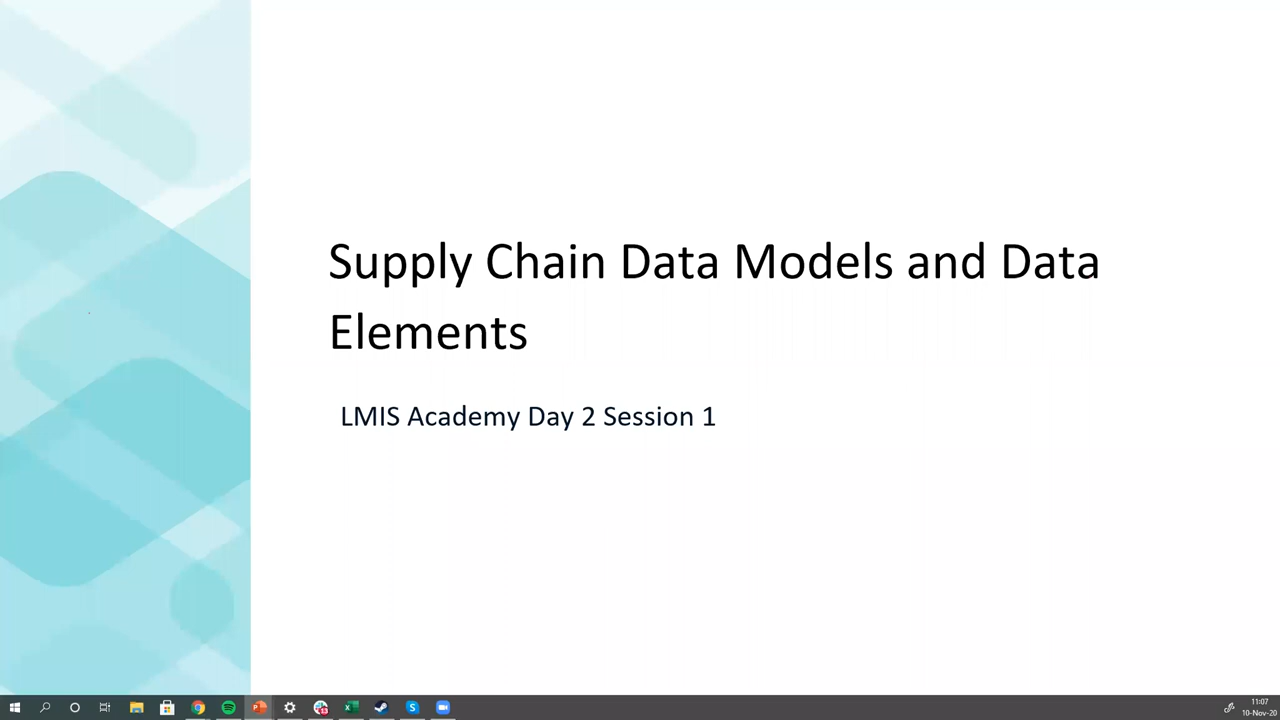 Supply Chain Data Models and Data
Elements
LMIS Academy Day 2 Session 1
11:07
10-Nov-20